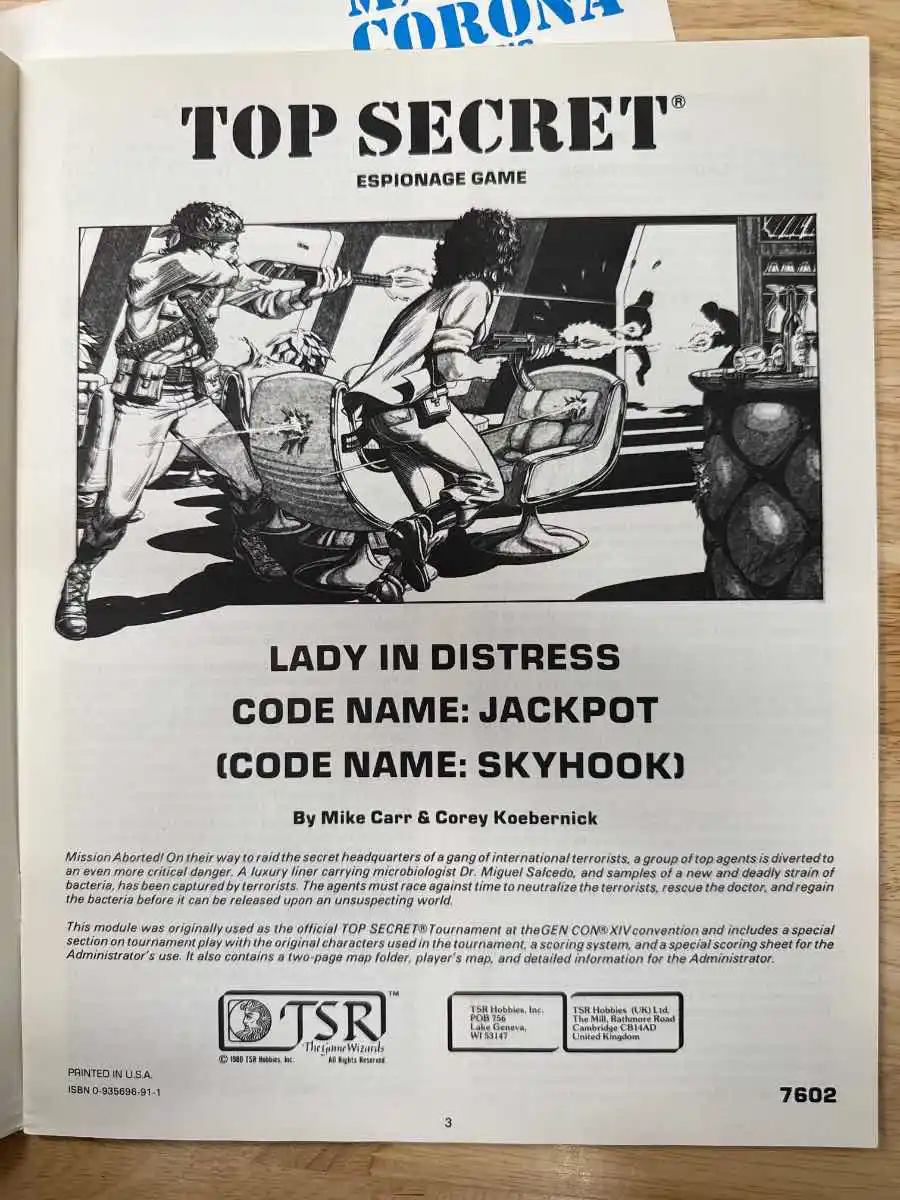 CORONA
TOP SECRET®
ESPIONAGE GAME
LADY IN DISTRESS
CODE NAME: JACKPOT
(CODE NAME: SKYHOOK)
By Mike Carr & Corey Koebernick
Mission Aborted! On their way to raid the secret headquarters of a gang of international terrorists, a group of top agents is diverted to
an even more critical danger. A luxury liner carrying microbiologist Dr. Miguel Salcedo, and samples of a new and deadly strain of
bacteria, has been captured by terrorists. The agents must race against time to neutralize the terrorists, rescue the doctor, and regain
the bacteria before it can be released upon an unsuspecting world.
This module was originally used as the official TOP SECRET® Tournament at the GEN CON® XIV convention and includes a special
section on tournament play with the original characters used in the tournament, a scoring system, and a special scoring sheet for the
Administrator's use. It also contains a two-page map folder, player's map, and detailed information for the Administrator.
TSR ™
The Game Wizards
© 1980 TSR Hobbies, Inc. All Rights Reserved
TSR Hobbies, Inc.
POB 756
Lake Geneva,
WI 53147
TSR Hobbies (UK) Ltd.
The Mill, Rathmore Road
Cambridge CB14AD
United Kingdom
PRINTED IN U.S.A.
ISBN 0-935696-91-1
7602
3